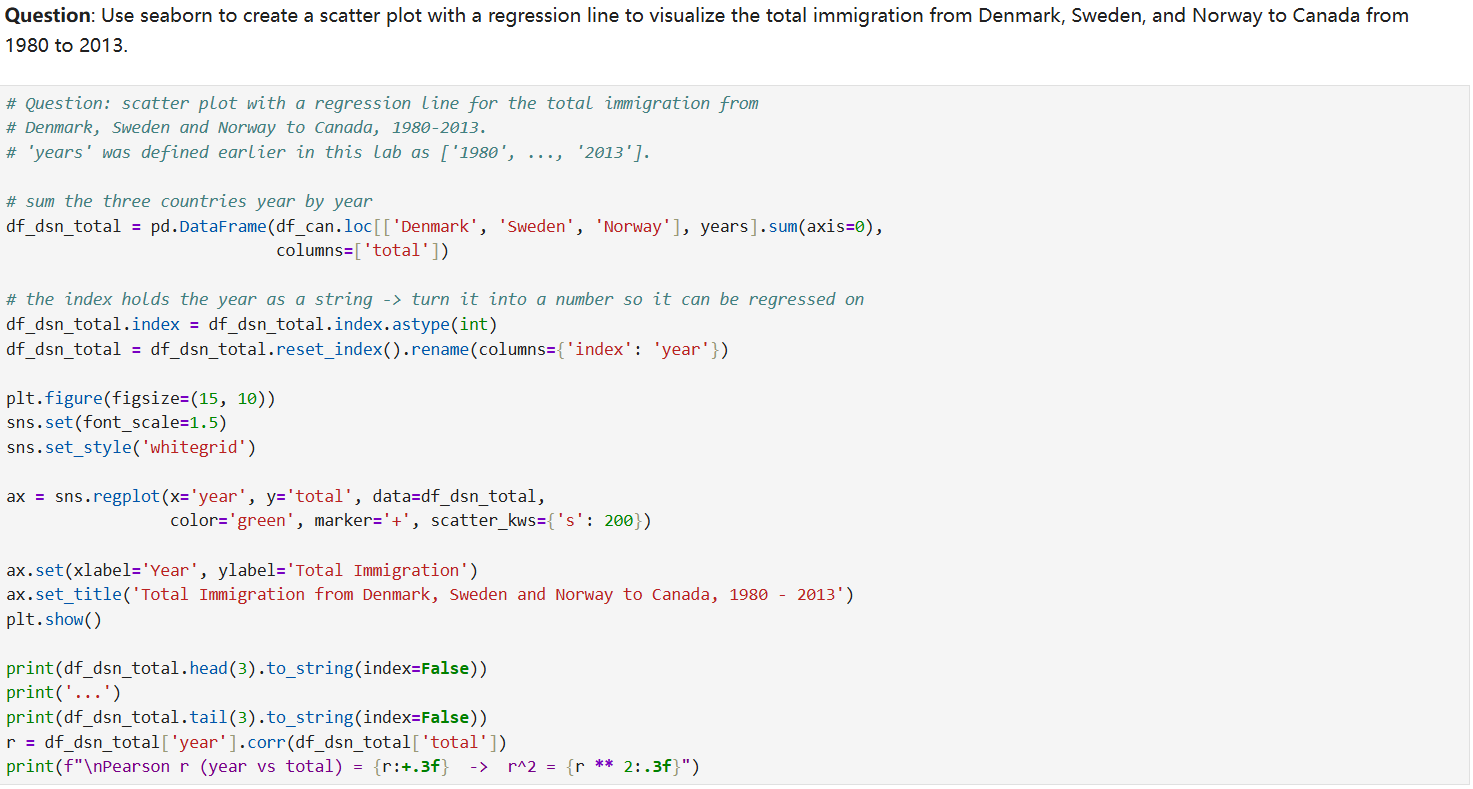 Question: Use seaborn to create a scatter plot with a regression line to visualize the total immigration from Denmark, Sweden, and Norway to Canada from
1980 to 2013.
# Question: scatter plot with a regression line for the total immigration from
# Denmark, Sweden and Norway to Canada, 1980-2013.
# 'years' was defined earlier in this lab as ['1980', ..., '2013'].
# sum the three countries year by year
df_dsn_total = pd.DataFrame(df_can.loc[['Denmark', 'Sweden', 'Norway'], years].sum(axis=0),
                            columns=['total'])
# the index holds the year as a string -> turn it into a number so it can be regressed on
df_dsn_total.index = df_dsn_total.index.astype(int)
df_dsn_total = df_dsn_total.reset_index().rename(columns={'index': 'year'})
plt.figure(figsize=(15, 10))
sns.set(font_scale=1.5)
sns.set_style('whitegrid')
ax = sns.regplot(x='year', y='total', data=df_dsn_total,
                 color='green', marker='+', scatter_kws={'s': 200})
ax.set(xlabel='Year', ylabel='Total Immigration')
ax.set_title('Total Immigration from Denmark, Sweden and Norway to Canada, 1980 - 2013')
plt.show()
print(df_dsn_total.head(3).to_string(index=False))
print('...')
print(df_dsn_total.tail(3).to_string(index=False))
r = df_dsn_total['year'].corr(df_dsn_total['total'])
print(f"\nPearson r (year vs total) = {r:+.3f}  ->  r^2 = {r ** 2:.3f}")